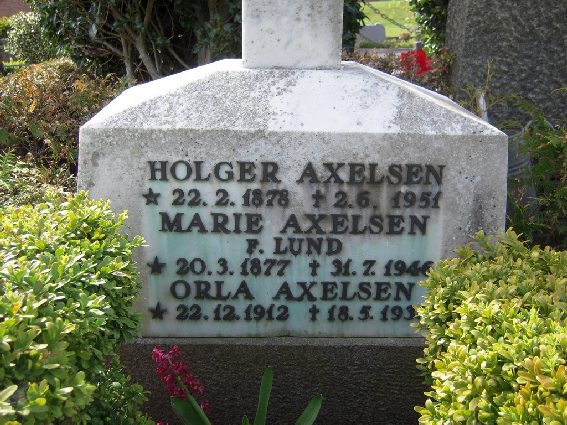 HOLGER AXELSEN
★ 22. 2. 1878 † 2. 6. 1951
MARIE AXELSEN
F. LUND
★ 20. 3. 1877 † 31. 7. 1946
ORLA AXELSEN
★ 22. 12. 1912 † 18. 5.